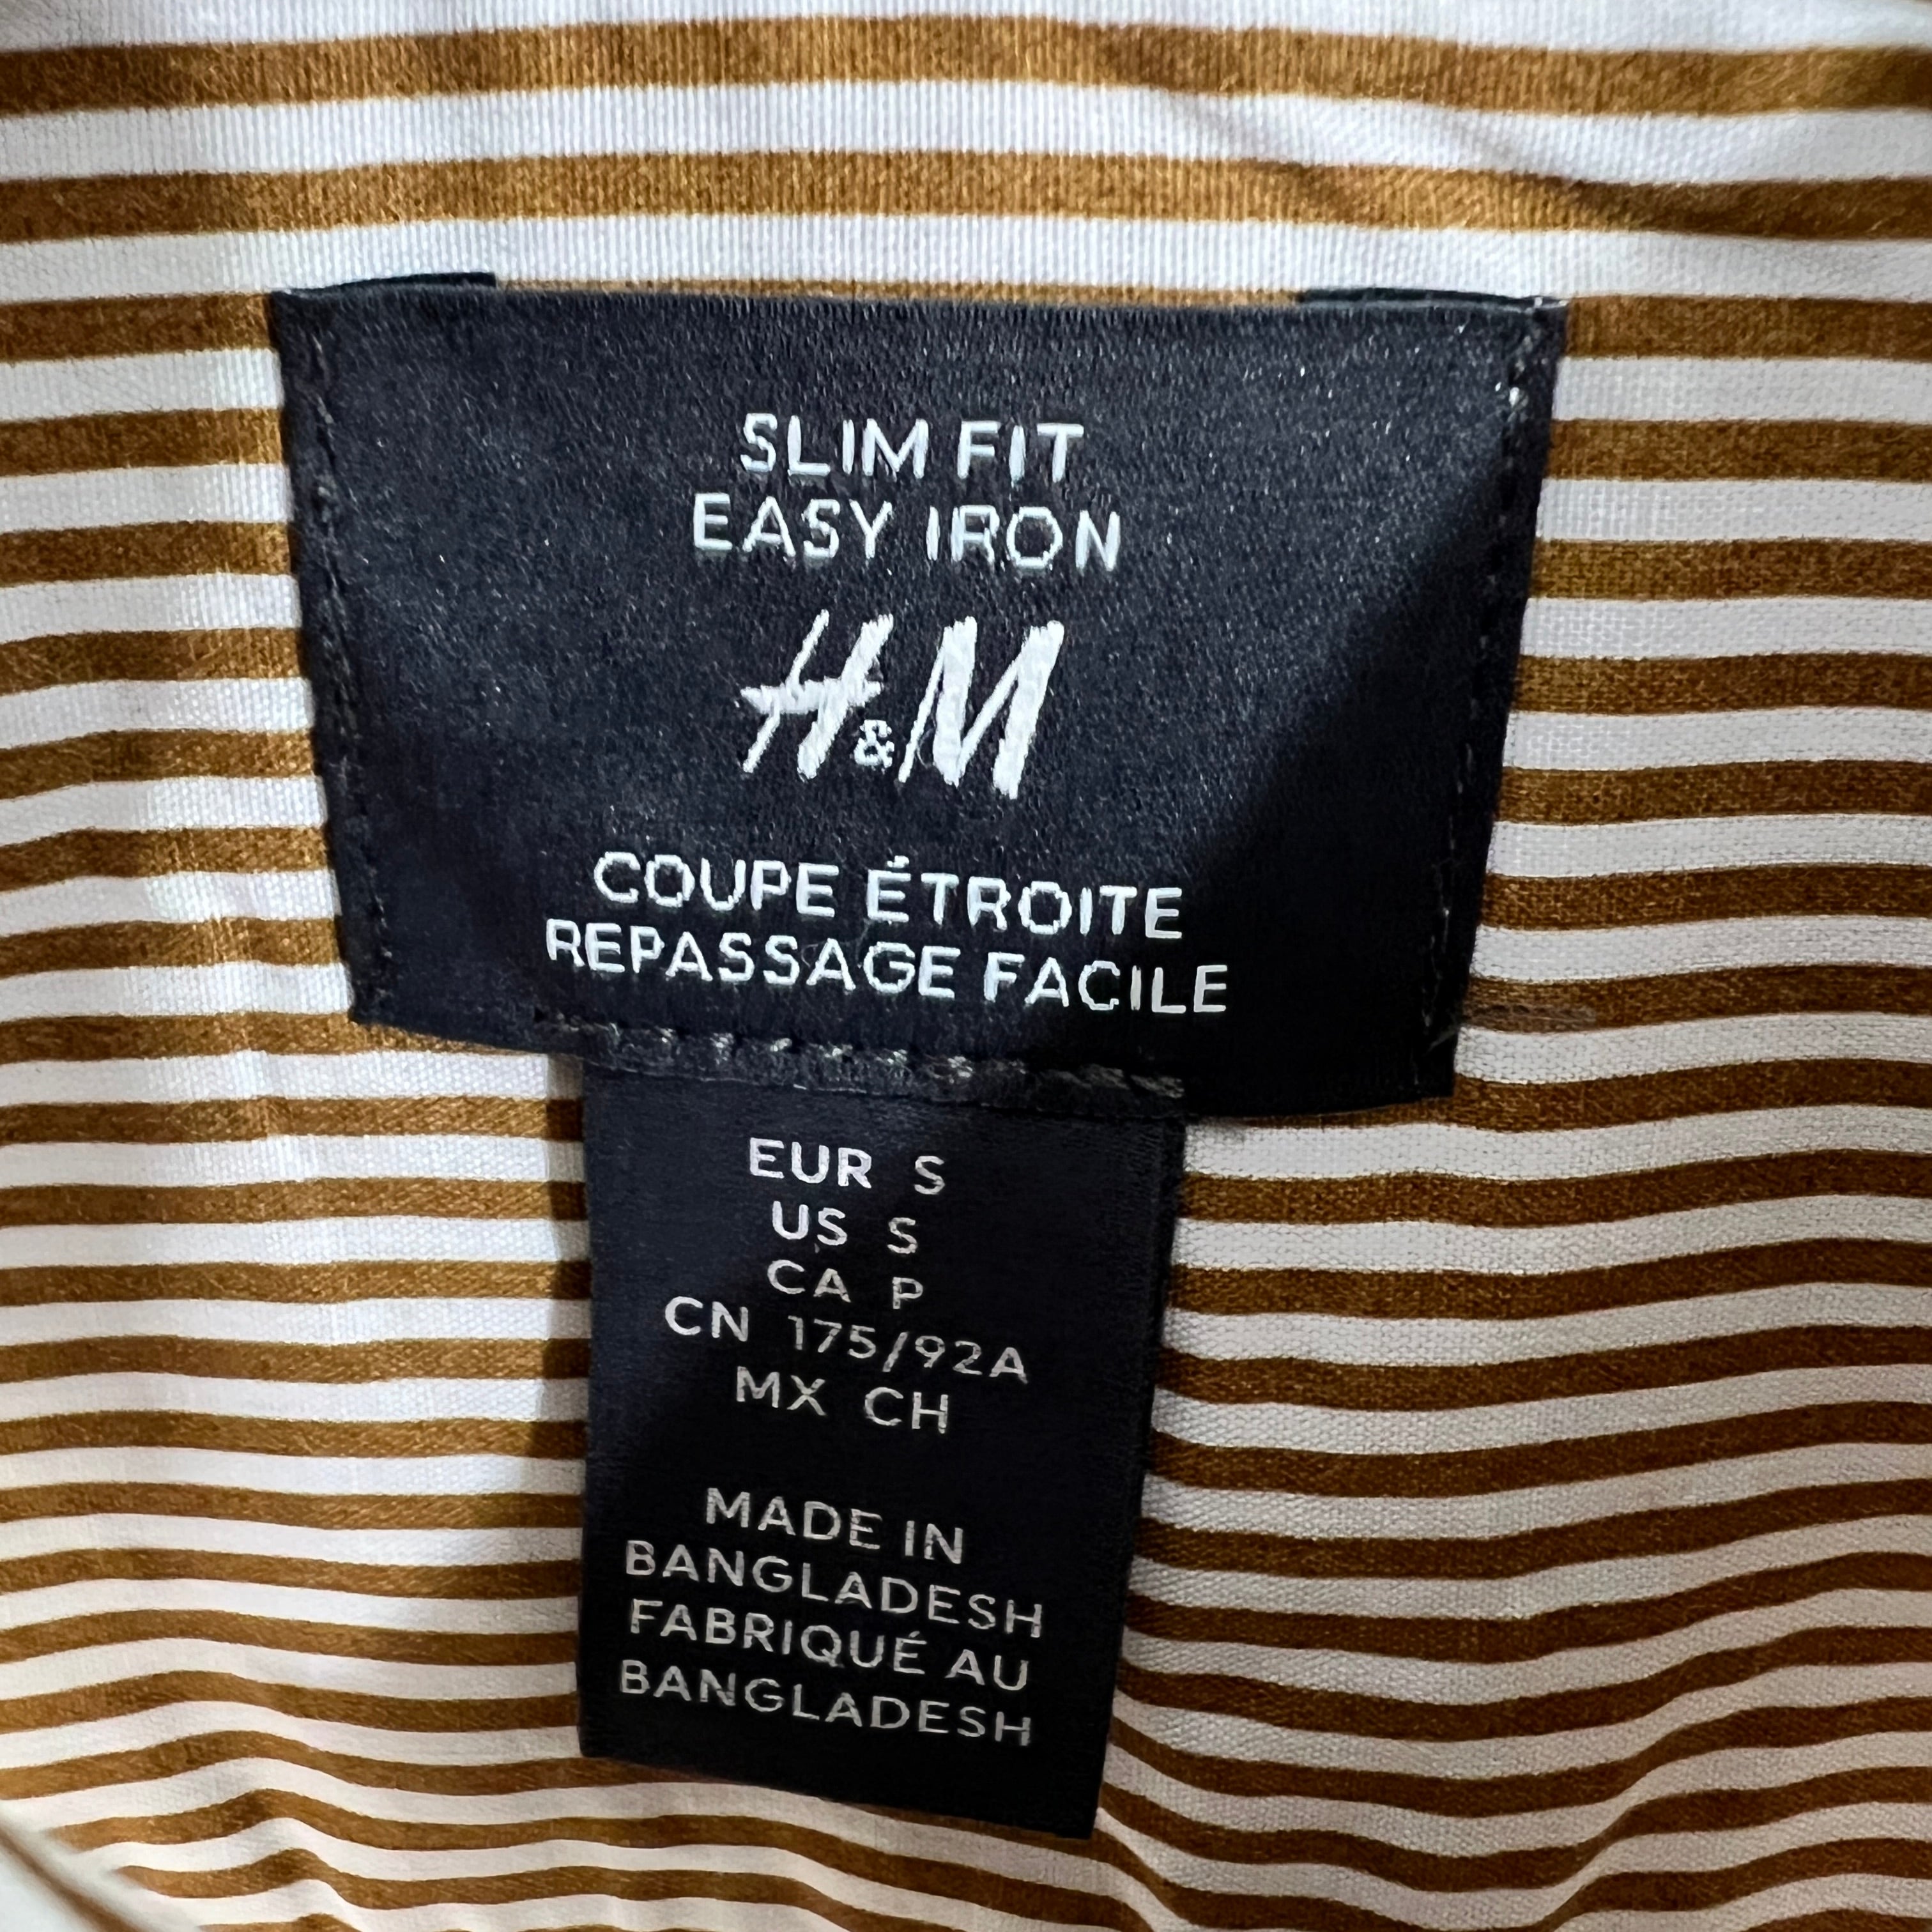 SLIM FIT
EASY IRON
H&M
COUPE ÉTROITE
REPASSAGE FACILE
EUR S
US S
CA P
CN 175/92A
MX CH
MADE IN
BANGLADESH
FABRIQUÉ AU
BANGLADESH